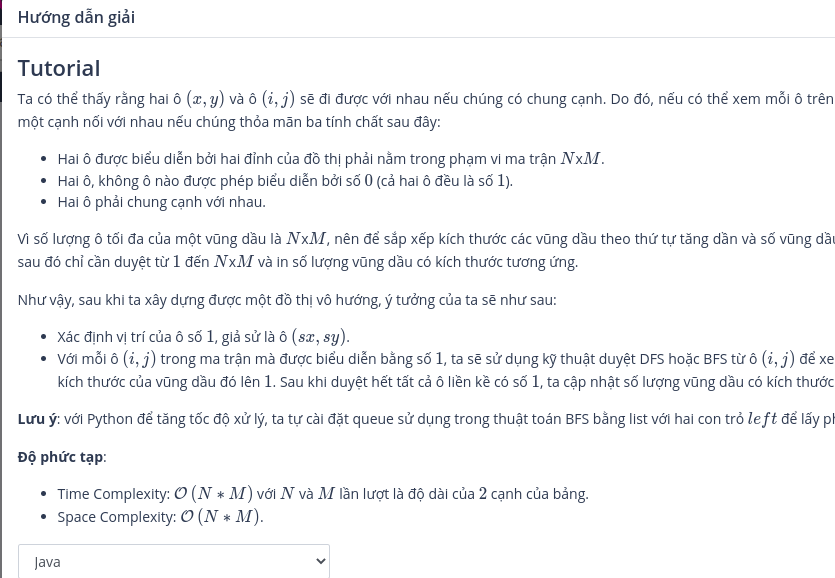 Hướng dẫn giải
Tutorial
Ta có thể thấy rằng hai ô (x, y) và ô (i, j) sẽ đi được với nhau nếu chúng có chung cạnh. Do đó, nếu có thể xem mỗi ô trên
một cạnh nối với nhau nếu chúng thỏa mãn ba tính chất sau đây:
• Hai ô được biểu diễn bởi hai đỉnh của đồ thị phải nằm trong phạm vi ma trận NxM.
• Hai ô, không ô nào được phép biểu diễn bởi số 0 (cả hai ô đều là số 1).
• Hai ô phải chung cạnh với nhau.
Vì số lượng ô tối đa của một vũng dầu là NxM, nên để sắp xếp kích thước các vũng dầu theo thứ tự tăng dần và số vũng dầu
sau đó chỉ cần duyệt từ 1 đến NxM và in số lượng vũng dầu có kích thước tương ứng.
Như vậy, sau khi ta xây dựng được một đồ thị vô hướng, ý tưởng của ta sẽ như sau:
• Xác định vị trí của ô số 1, giả sử là ô (sx, sy).
• Với mỗi ô (i, j) trong ma trận mà được biểu diễn bằng số 1, ta sẽ sử dụng kỹ thuật duyệt DFS hoặc BFS từ ô (i, j) để xe
kích thước của vũng dầu đó lên 1. Sau khi duyệt hết tất cả ô liền kề có số 1, ta cập nhật số lượng vũng dầu có kích thước
Lưu ý: với Python để tăng tốc độ xử lý, ta tự cài đặt queue sử dụng trong thuật toán BFS bằng list với hai con trỏ left để lấy
Độ phức tạp:
• Time Complexity: O (N * M) với N và M lần lượt là độ dài của 2 cạnh của bảng.
• Space Complexity: O (N * M).
Java